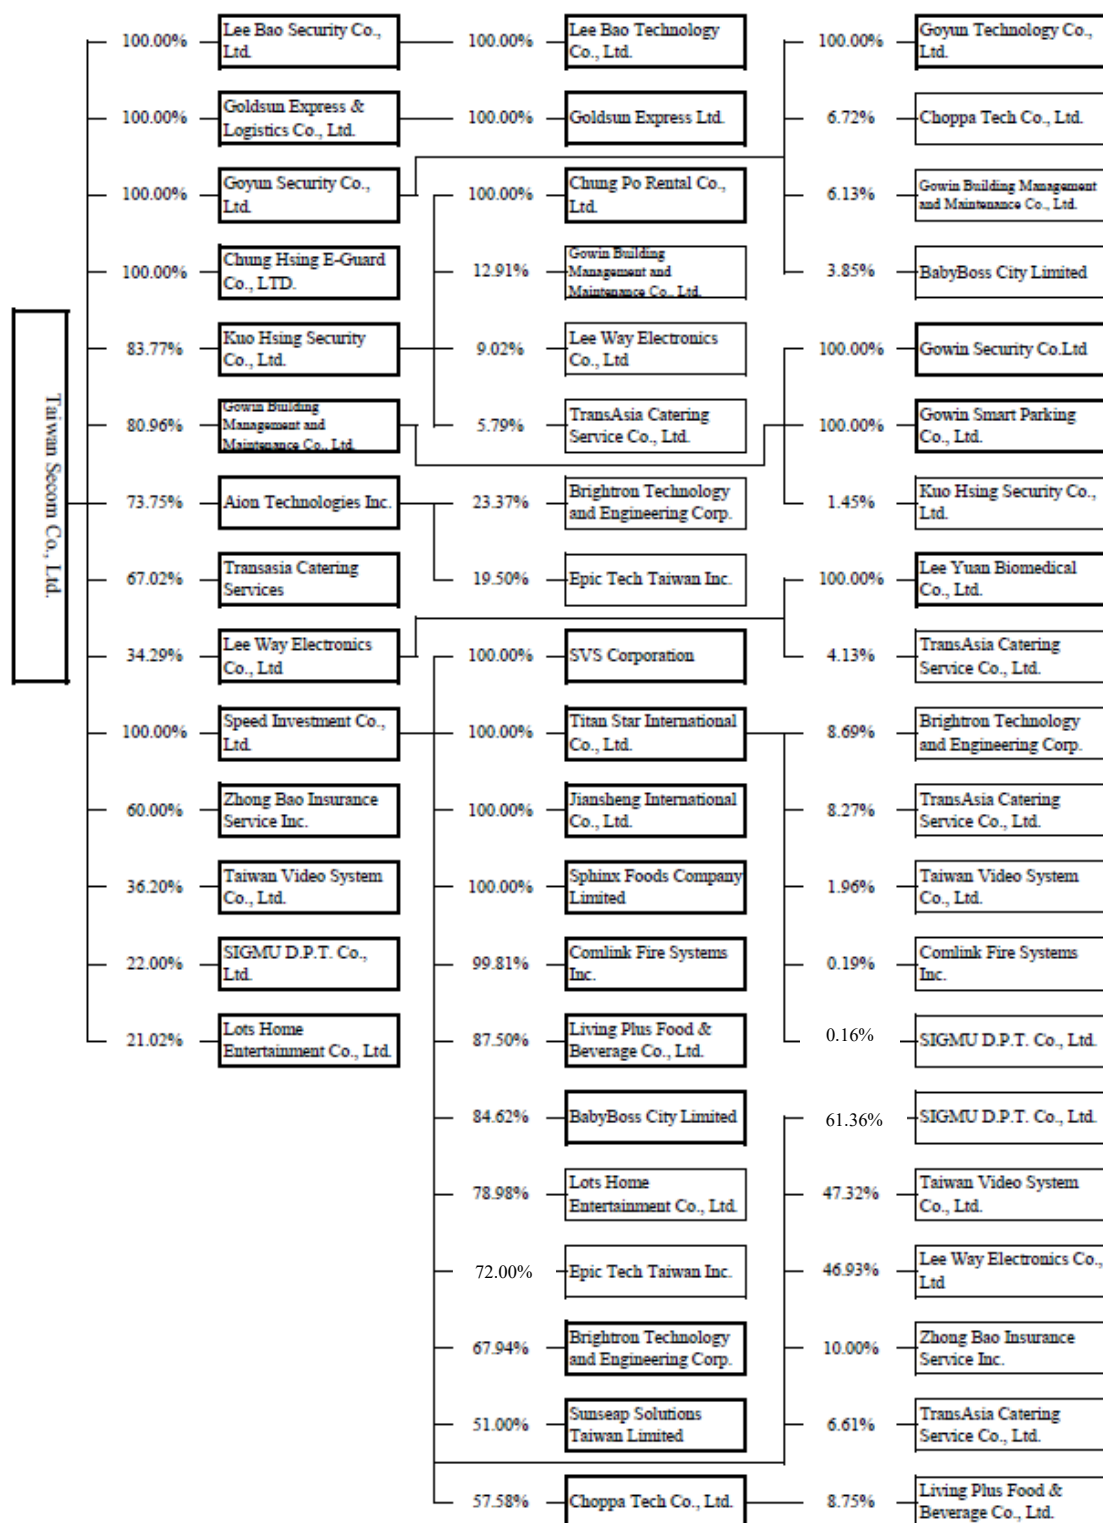 Taiwan Secom Co., Ltd.
100.00%
Lee Bao Security Co.,
Ltd.
100.00%
Lee Bao Technology
Co., Ltd.
100.00%
Goyun Technology Co.,
Ltd.
100.00%
Goldsun Express &
Logistics Co., Ltd.
100.00%
Goldsun Express Ltd.
6.72%
Choppa Tech Co., Ltd.
100.00%
Goyun Security Co.,
Ltd.
100.00%
Chung Po Rental Co.,
Ltd.
6.13%
Gowin Building Management
and Maintenance Co., Ltd.
100.00%
Chung Hsing E-Guard
Co., LTD.
12.91%
Gowin Building
Management and
Maintenance Co., Ltd.
3.85%
BabyBoss City Limited
83.77%
Kuo Hsing Security
Co., Ltd.
9.02%
Lee Way Electronics
Co., Ltd
100.00%
Gowin Security Co.Ltd
80.96%
Gowin Building
Management and
Maintenance Co., Ltd.
5.79%
TransAsia Catering
Service Co., Ltd.
100.00%
Gowin Smart Parking
Co., Ltd.
73.75%
Aion Technologies Inc.
23.37%
Brightron Technology
and Engineering Corp.
1.45%
Kuo Hsing Security Co.,
Ltd.
67.02%
Transasia Catering
Services
19.50%
Epic Tech Taiwan Inc.
100.00%
Lee Yuan Biomedical
Co., Ltd.
34.29%
Lee Way Electronics
Co., Ltd
100.00%
SVS Corporation
4.13%
TransAsia Catering
Service Co., Ltd.
100.00%
Speed Investment Co.,
Ltd.
100.00%
Titan Star International
Co., Ltd.
8.69%
Brightron Technology
and Engineering Corp.
60.00%
Zhong Bao Insurance
Service Inc.
100.00%
Jiansheng International
Co., Ltd.
8.27%
TransAsia Catering
Service Co., Ltd.
36.20%
Taiwan Video System
Co., Ltd.
100.00%
Sphinx Foods Company
Limited
1.96%
Taiwan Video System
Co., Ltd.
22.00%
SIGMU D.P.T. Co.,
Ltd.
99.81%
Comlink Fire Systems
Inc.
0.19%
Comlink Fire Systems
Inc.
21.02%
Lots Home
Entertainment Co., Ltd.
87.50%
Living Plus Food &
Beverage Co., Ltd.
0.16%
SIGMU D.P.T. Co., Ltd.
84.62%
BabyBoss City Limited
61.36%
SIGMU D.P.T. Co., Ltd.
78.98%
Lots Home
Entertainment Co., Ltd.
47.32%
Taiwan Video System
Co., Ltd.
72.00%
Epic Tech Taiwan Inc.
46.93%
Lee Way Electronics Co.,
Ltd
67.94%
Brightron Technology
and Engineering Corp.
10.00%
Zhong Bao Insurance
Service Inc.
51.00%
Sunseap Solutions
Taiwan Limited
6.61%
TransAsia Catering
Service Co., Ltd.
57.58%
Choppa Tech Co., Ltd.
8.75%
Living Plus Food &
Beverage Co., Ltd.